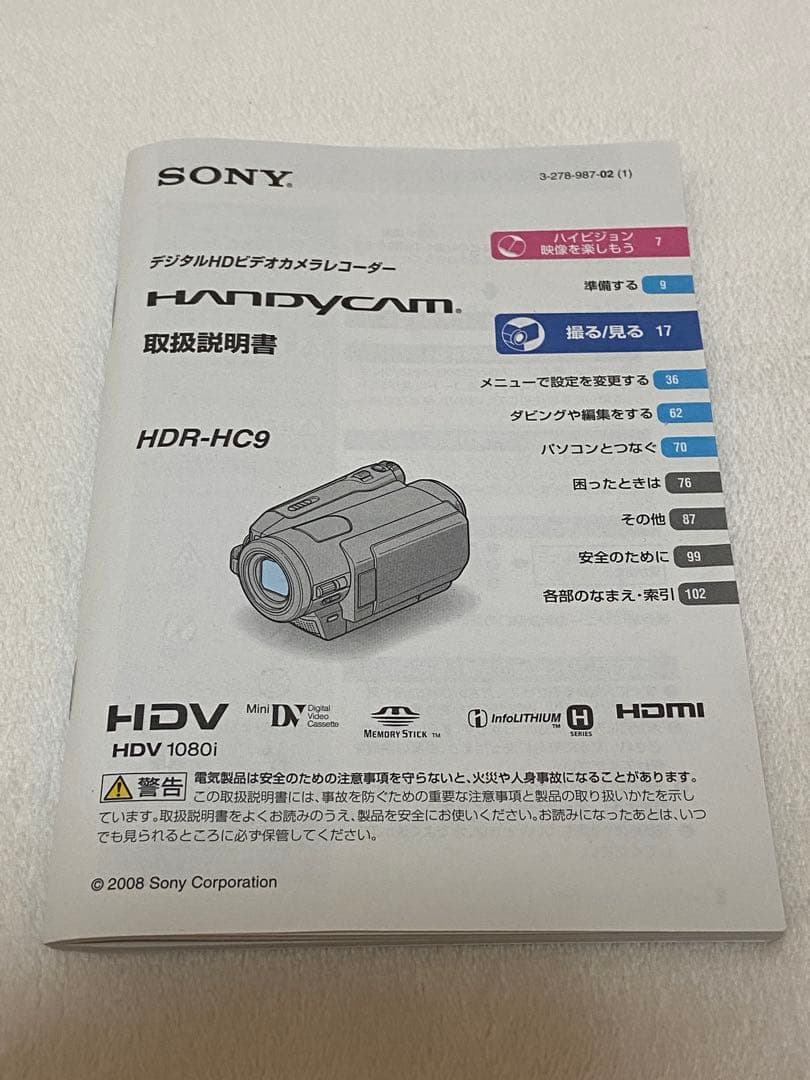 SONY®
3-278-987-02 (1)
ハイビジョン
映像を楽しもう 7
デジタルHDビデオカメラレコーダー
準備する 9
HANDYCAM®
取扱説明書
撮る/見る 17
メニューで設定を変更する 36
ダビングや編集をする 62
HDR-HC9
パソコンとつなぐ 70
困ったときは 76
その他 87
安全のために 99
各部のなまえ・索引 102
HDV
HDV 1080i
Mini DV Digital
Video
Cassette
MEMORY STICK TM
InfoLITHIUM TM H
SERIES
HDMI
警告 電気製品は安全のための注意事項を守らないと、火災や人身事故になることがあります。
この取扱説明書には、事故を防ぐための重要な注意事項と製品の取り扱いかたを示し
ています。取扱説明書をよくお読みのうえ、製品を安全にお使いください。お読みになったあとは、いつ
でも見られるところに必ず保管してください。
© 2008 Sony Corporation